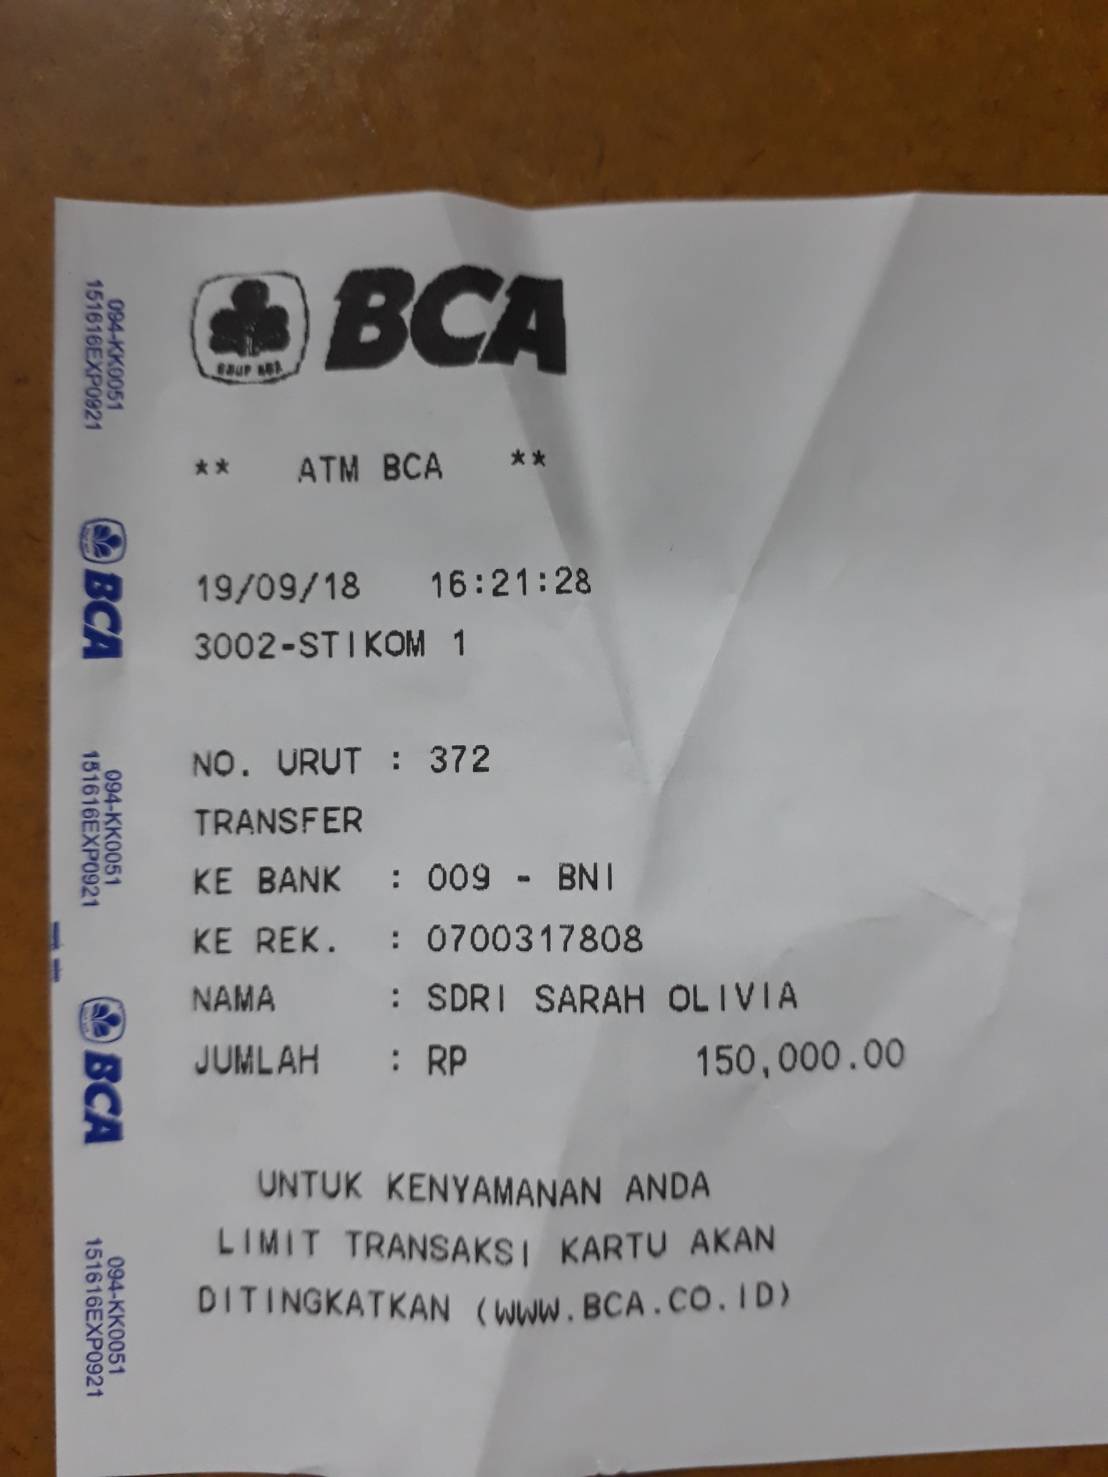 BCA
** ATM BCA **
19/09/18 16:21:28
3002-STIKOM 1
NO. URUT : 372
TRANSFER
KE BANK : 009 - BNI
KE REK. : 0700317808
NAMA : SDRI SARAH OLIVIA
JUMLAH : RP 150,000.00
UNTUK KENYAMANAN ANDA
LIMIT TRANSAKSI KARTU AKAN
DITINGKATKAN (WWW.BCA.CO.ID)
094-KK0051
151616EXP0921
BCA
094-KK0051
151616EXP0921
BCA
094-KK0051
151616EXP0921